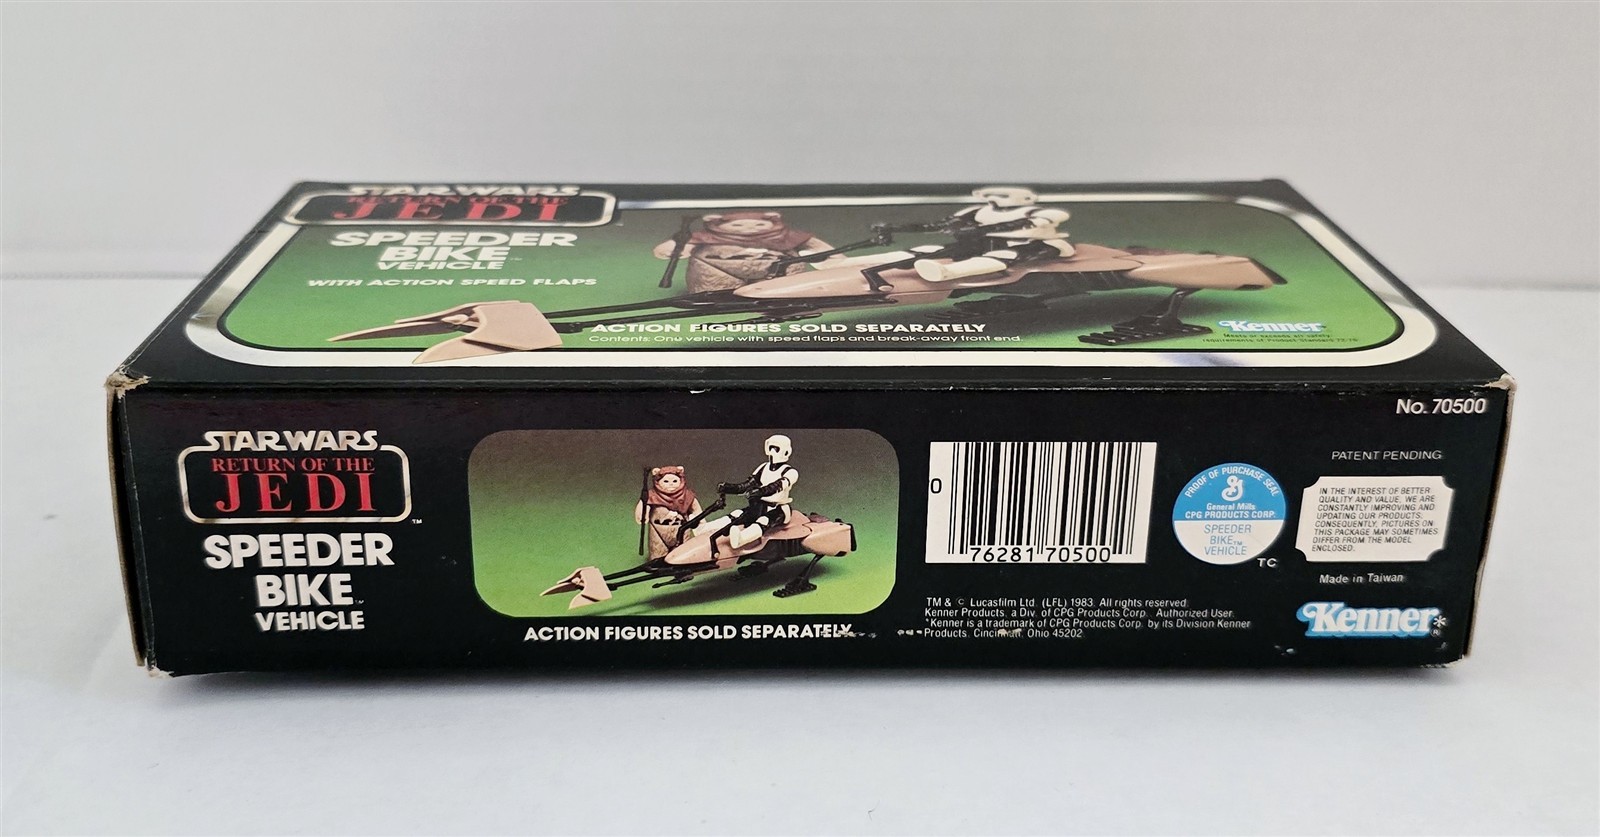 STAR WARS
RETURN OF THE
JEDI
SPEEDER
BIKE
VEHICLE
WITH ACTION SPEED FLAPS
ACTION FIGURES SOLD SEPARATELY
Contents: One vehicle with speed flaps and break-away front end.
Kenner
requirements of Product Standard
No. 70500
STAR WARS
RETURN OF THE
JEDI
TM
SPEEDER
BIKE
VEHICLE
ACTION FIGURES SOLD SEPARATELY
0
76281 70500
TM & © Lucasfilm Ltd. (LFL) 1983. All rights reserved.
Kenner Products, a Div. of CPG Products Corp. Authorized User.
*Kenner is a trademark of CPG Products Corp. by its Division Kenner
Products, Ohio 45202
PROOF OF PURCHASE SEAL
G
General Mills
CPG PRODUCTS CORP.
SPEEDER
BIKE TM
VEHICLE
TC
PATENT PENDING
IN THE INTEREST OF BETTER
QUALITY AND VALUE, WE ARE
CONSTANTLY IMPROVING AND
UPDATING OUR PRODUCTS.
CONSEQUENTLY, PICTURES ON
THIS PACKAGE MAY SOMETIMES
DIFFER FROM THE MODEL
ENCLOSED.
Made in Taiwan
Kenner*®